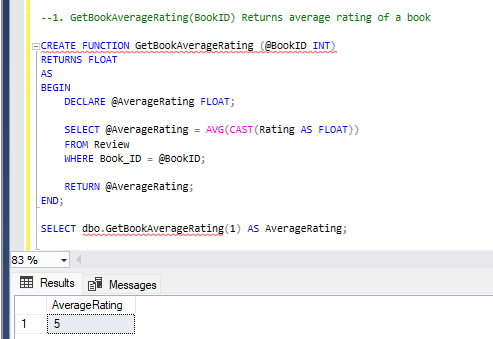 --1. GetBookAverageRating(BookID) Returns average rating of a book
CREATE FUNCTION GetBookAverageRating (@BookID INT)
RETURNS FLOAT
AS
BEGIN
DECLARE @AverageRating FLOAT;
SELECT @AverageRating = AVG(CAST(Rating AS FLOAT))
FROM Review
WHERE Book_ID = @BookID;
RETURN @AverageRating;
END;
SELECT dbo.GetBookAverageRating(1) AS AverageRating;
83 %
Results Messages
AverageRating
1 5